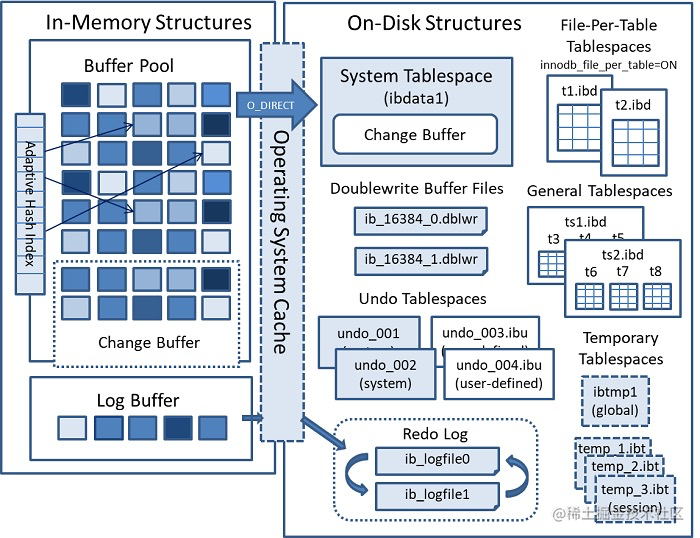 In-Memory Structures
Buffer Pool
Adaptive Hash Index
Change Buffer
Log Buffer
O_DIRECT
Operating System Cache
On-Disk Structures
System Tablespace
(ibdata1)
Change Buffer
Doublewrite Buffer Files
ib_16384_0.dblwr
ib_16384_1.dblwr
Undo Tablespaces
undo_001
undo_002
(system)
undo_003.ibu
undo_004.ibu
(user-defined)
Redo Log
ib_logfile0
ib_logfile1
File-Per-Table
Tablespaces
innodb_file_per_table=ON
t1.ibd
t2.ibd
General Tablespaces
ts1.ibd
t3 t4 t5
ts2.ibd
t6 t7 t8
Temporary
Tablespaces
ibtmp1
(global)
temp_1.ibt
temp_2.ibt
temp_3.ibt
(session)
@稀土掘金技术社区